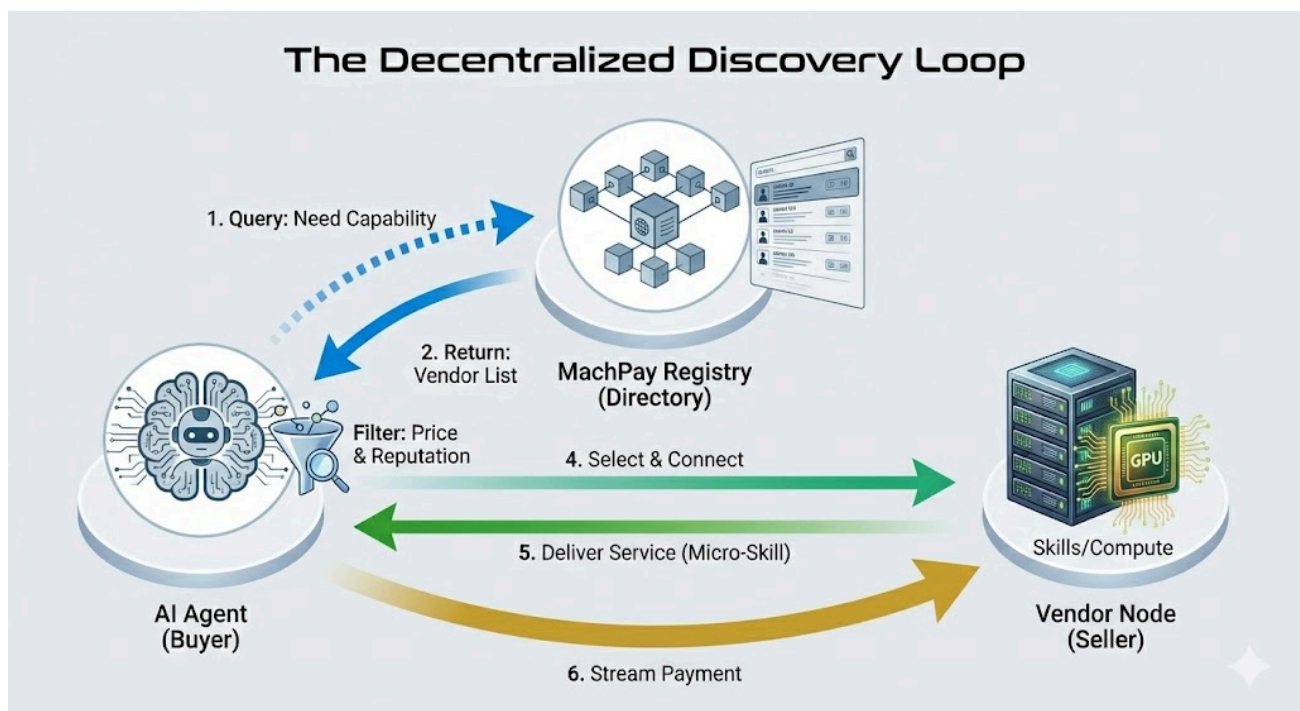 The Decentralized Discovery Loop
1. Query: Need Capability
2. Return:
Vendor List
MachPay Registry
(Directory)
Filter: Price
& Reputation
4. Select & Connect
GPU
5. Deliver Service (Micro-Skill)
Skills/Compute
AI Agent
(Buyer)
Vendor Node
(Seller)
6. Stream Payment